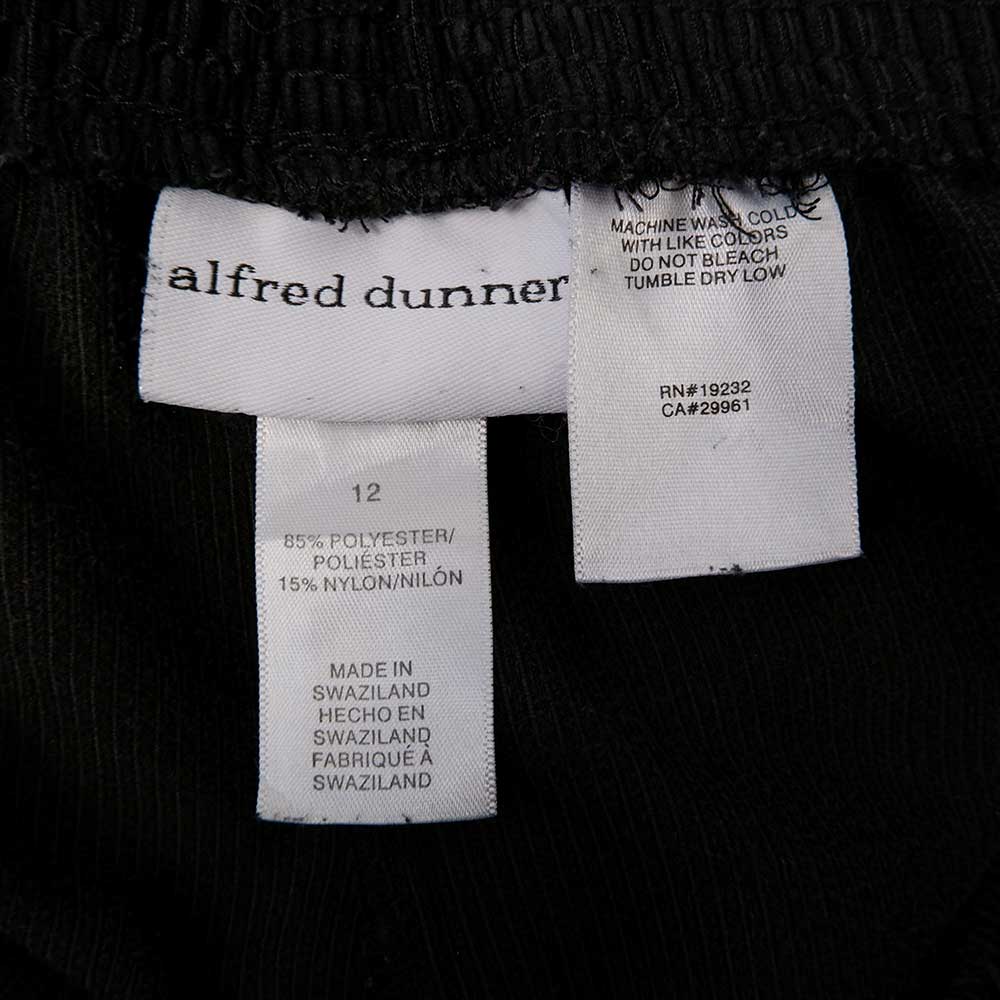 alfred dunner
MACHINE WASH COLD
WITH LIKE COLORS
DO NOT BLEACH
TUMBLE DRY LOW
RN#19232
CA#29961
12
85% POLYESTER/
POLIÉSTER
15% NYLON/NILÓN
MADE IN
SWAZILAND
HECHO EN
SWAZILAND
FABRIQUÉ À
SWAZILAND